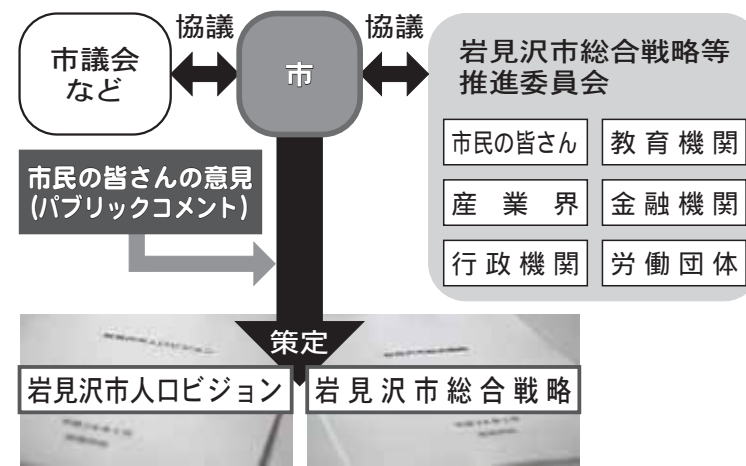 協議
協議
市議会
など
市
岩見沢市総合戦略等
推進委員会
市民の皆さん
教育機関
産業界
金融機関
行政機関
労働団体
市民の皆さんの意見
(パブリックコメント)
策定
岩見沢市人口ビジョン
岩見沢市総合戦略